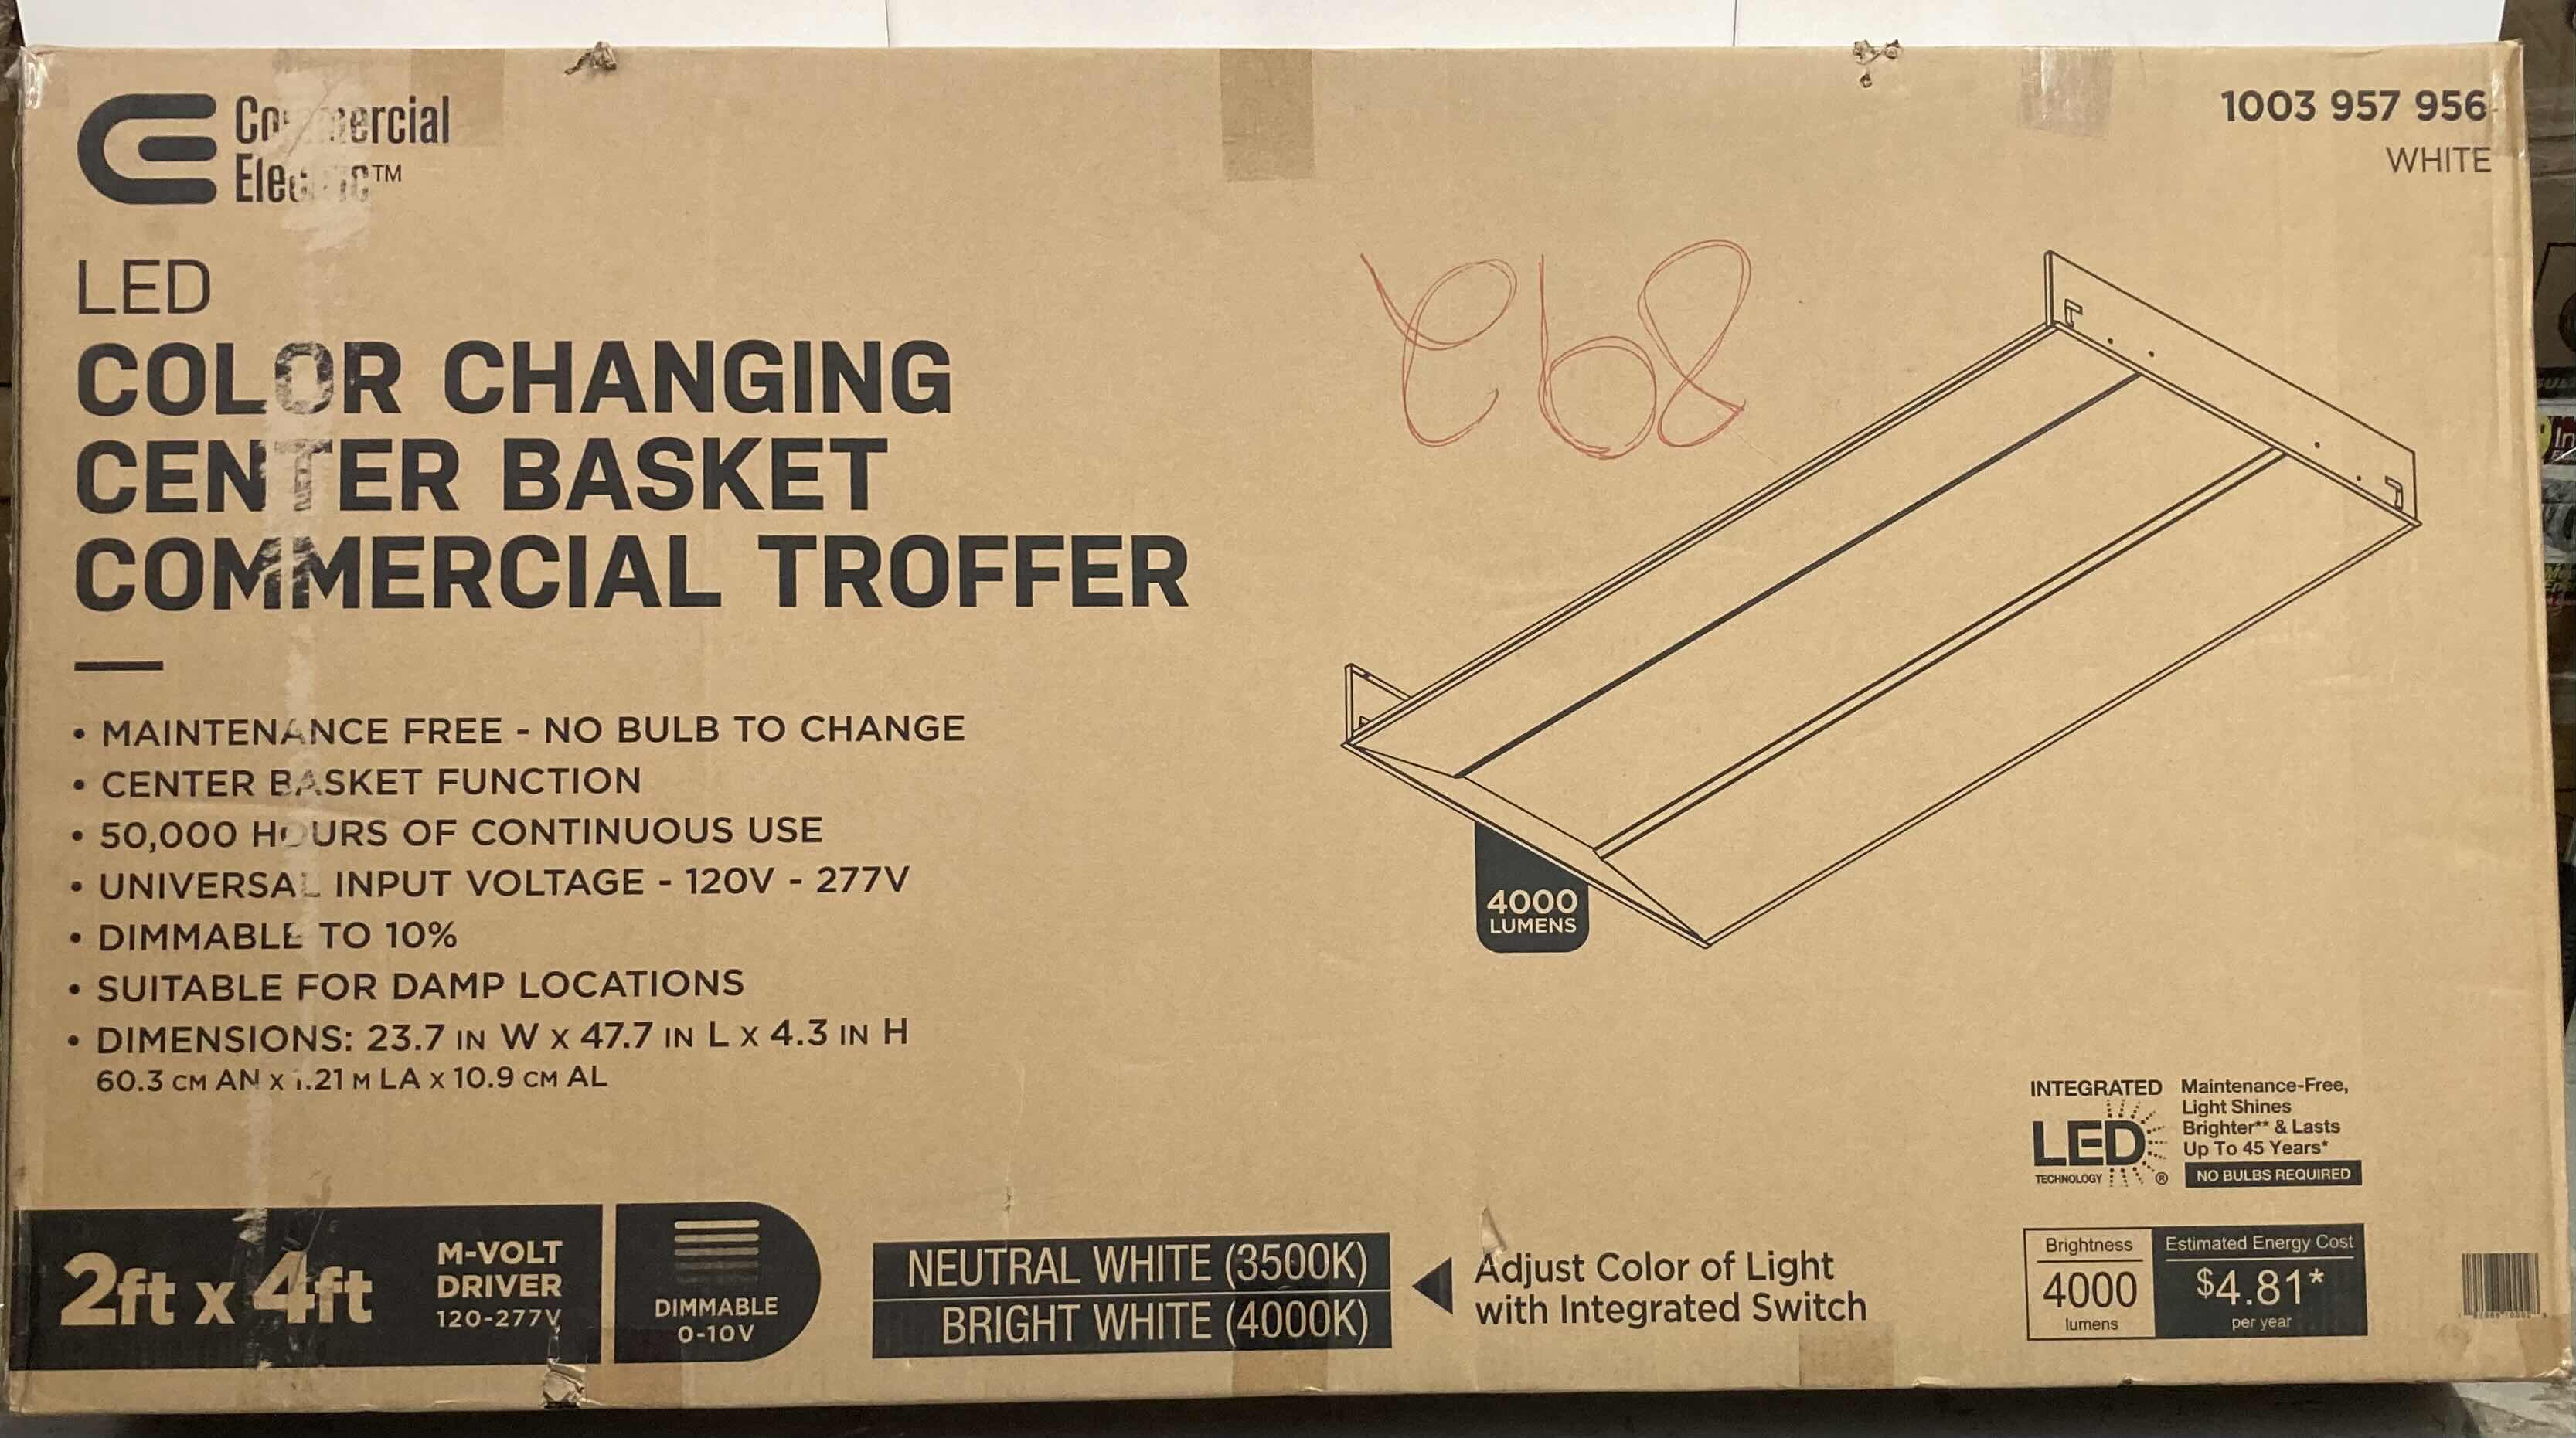 Commercial
Electric™
1003 957 956
WHITE
LED
COLOR CHANGING
CENTER BASKET
COMMERCIAL TROFFER
• MAINTENANCE FREE - NO BULB TO CHANGE
• CENTER BASKET FUNCTION
• 50,000 HOURS OF CONTINUOUS USE
• UNIVERSAL INPUT VOLTAGE - 120V - 277V
• DIMMABLE TO 10%
• SUITABLE FOR DAMP LOCATIONS
• DIMENSIONS: 23.7 IN W X 47.7 IN L X 4.3 IN H
60.3 CM AN X 1.21 M LA X 10.9 CM AL
4000
LUMENS
INTEGRATED
LED
TECHNOLOGY ®
Maintenance-Free,
Light Shines
Brighter** & Lasts
Up To 45 Years*
NO BULBS REQUIRED
2ft x 4ft
M-VOLT
DRIVER
120-277V
DIMMABLE
0-10V
NEUTRAL WHITE (3500K)
BRIGHT WHITE (4000K)
Adjust Color of Light
with Integrated Switch
Brightness
4000
lumens
Estimated Energy Cost
$4.81*
per year